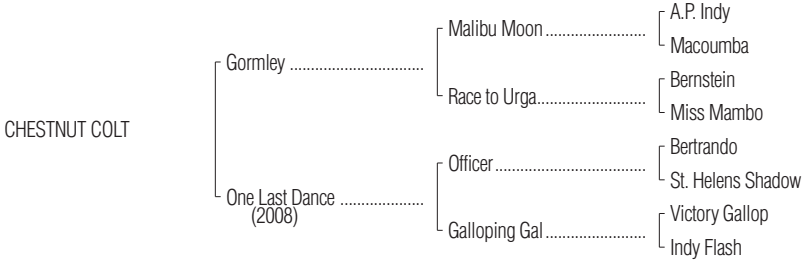 A.P. Indy
Malibu Moon ........................
Macoumba
Gormley ................................
Bernstein
Race to Urga..........................
Miss Mambo
CHESTNUT COLT
Bertrando
Officer....................................
St. Helens Shadow
One Last Dance ....................
(2008)
Victory Gallop
Galloping Gal ........................
Indy Flash